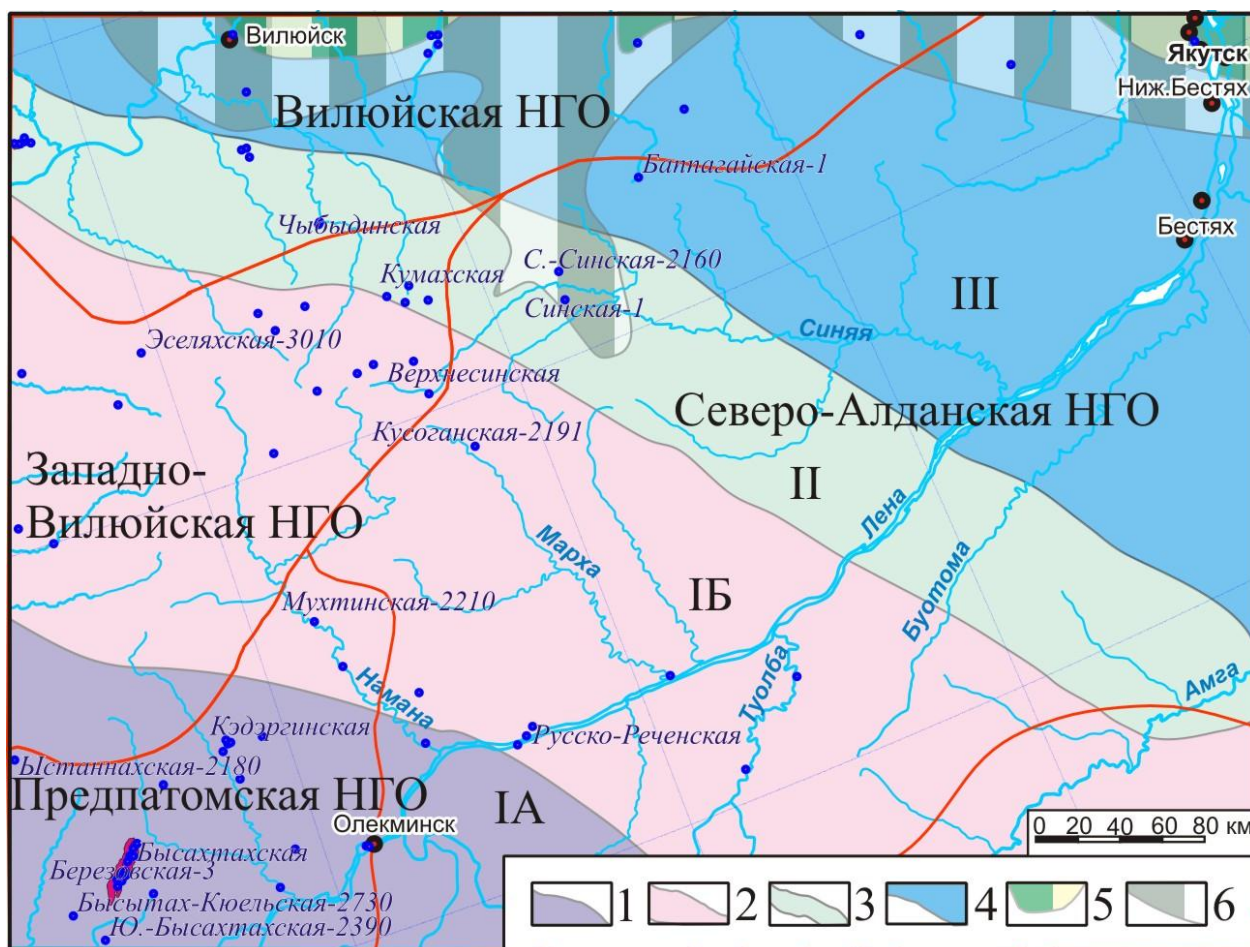 Вилюйск
Якутск
Ниж.Бестях
Вилюйская НГО
Баппагайская-1
Чыбыдинская
Бестях
С.-Синская-2160
Кумахская
Синская-1
III
Синяя
Эселяхская-3010
Верхнесинская
Северо-Алданская НГО
Кусоганская-2191
Западно-
Вилюйская НГО
II
Лена
Марха
IБ
Буотома
Мухтинская-2210
Туолба
Амга
Намана
Кэдэргинская
Русско-Реченская
Ыстаннахская-2180
Предпатомская НГО
IА
Олекминск
0 20 40 60 80 км
Бысахтахская
Березовская-3
Бысытах-Кюельская-2730
Ю.-Бысахтахская-2390
1 2 3 4 5 6